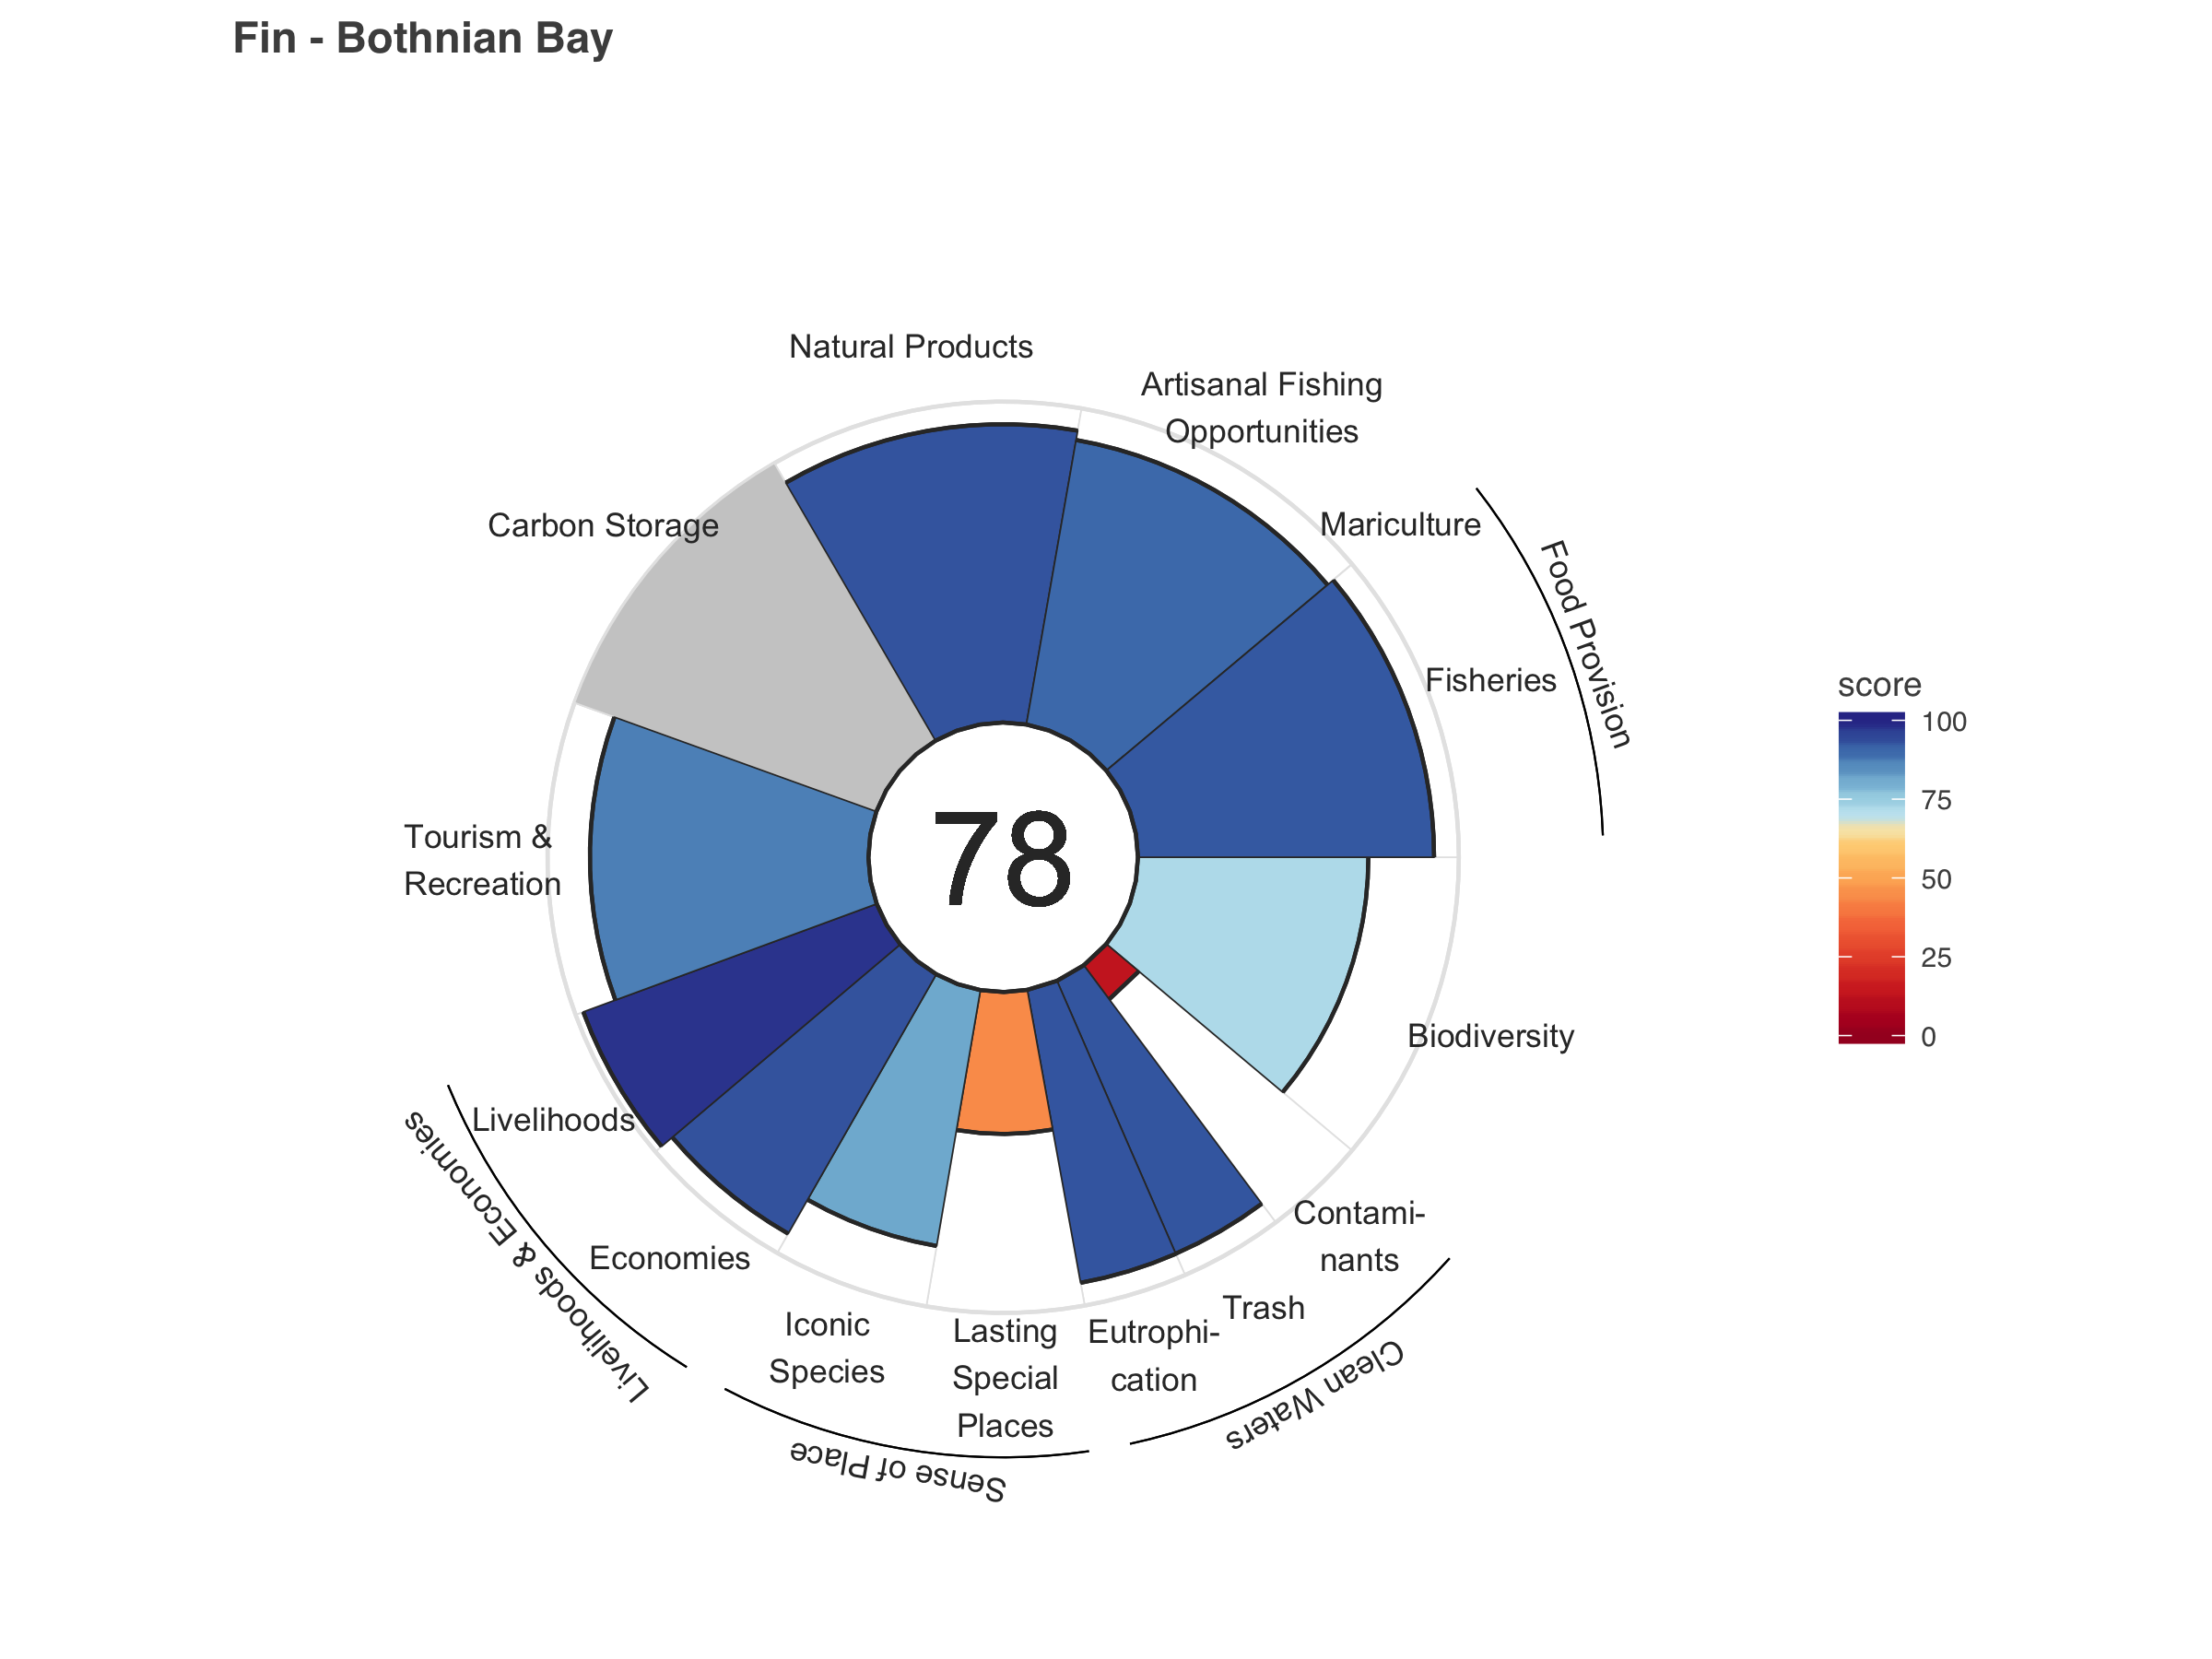 Fin - Bothnian Bay
Natural Products
Artisanal Fishing
Opportunities
Carbon Storage
Mariculture
Food Provision
Fisheries
score
100
75
50
25
0
78
Tourism &
Recreation
Biodiversity
Livelihoods
Livelihoods & Economies
Economies
Contami-
nants
Trash
Iconic
Species
Lasting
Special
Places
Eutrophi-
cation
Clean Waters
Sense of Place